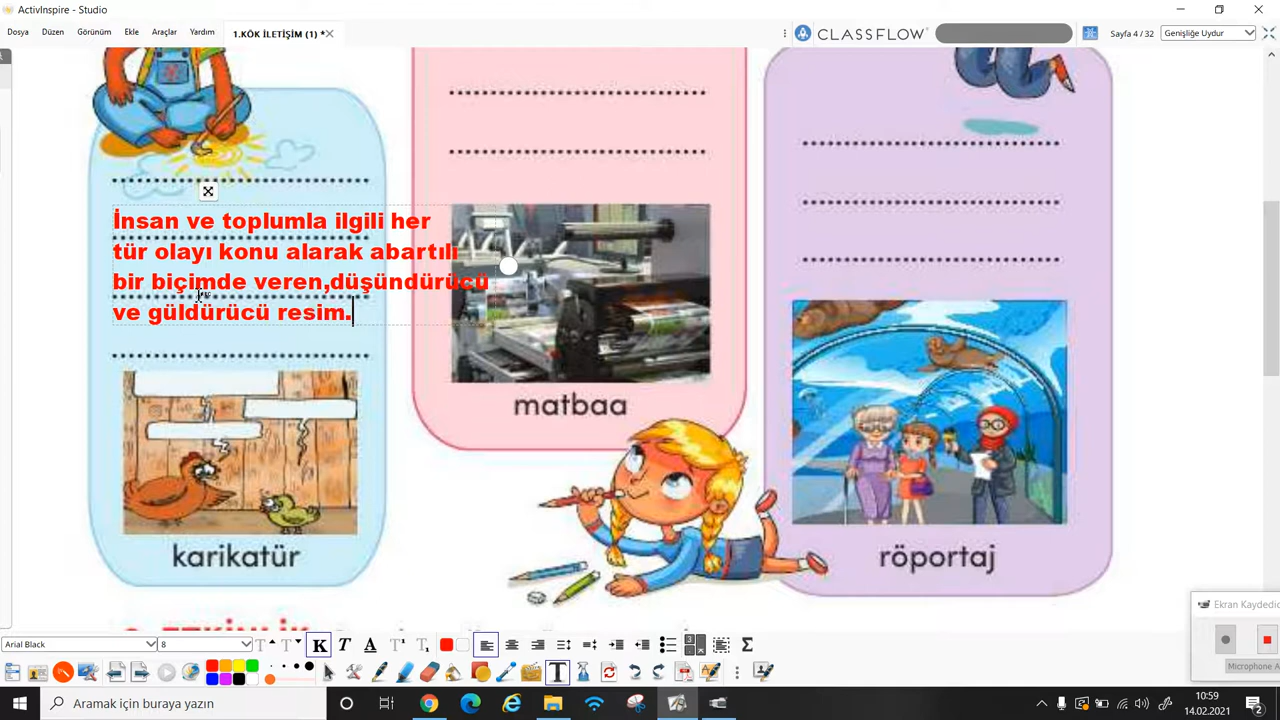 ActivInspire - Studio
Dosya Düzen Görünüm Ekle Araçlar Yardım
1.KÖK İLETİŞİM (1) *
CLASSFLOW
Sayfa 4 / 32
Genişliğe Uydur
İnsan ve toplumla ilgili her
tür olayı konu alarak abartılı
bir biçimde veren,düşündürücü
ve güldürücü resim.
matbaa
karikatür
röportaj
Ekran Kaydedic
Microphone A
Arial Black
8
K T A T T
Aramak için buraya yazın
10:59
14.02.2021
2